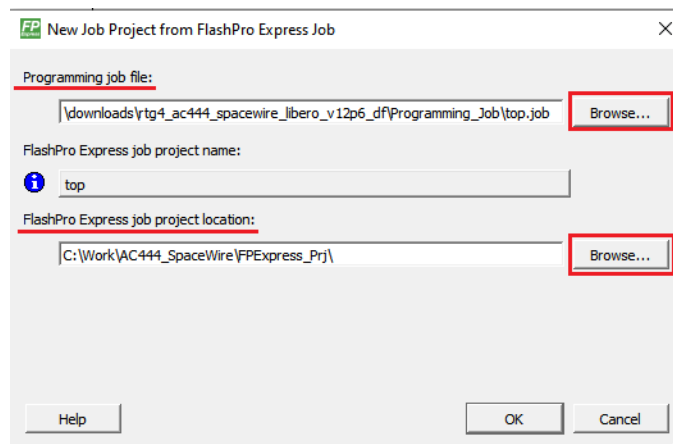 FP Express New Job Project from FlashPro Express Job
Programming job file:
\downloads\rtg4_ac444_spacewire_libero_v12p6_df\Programming_Job\top.job Browse...
FlashPro Express job project name:
top
FlashPro Express job project location:
C:\Work\AC444_SpaceWire\FPExpress_Prj\ Browse...
Help OK Cancel